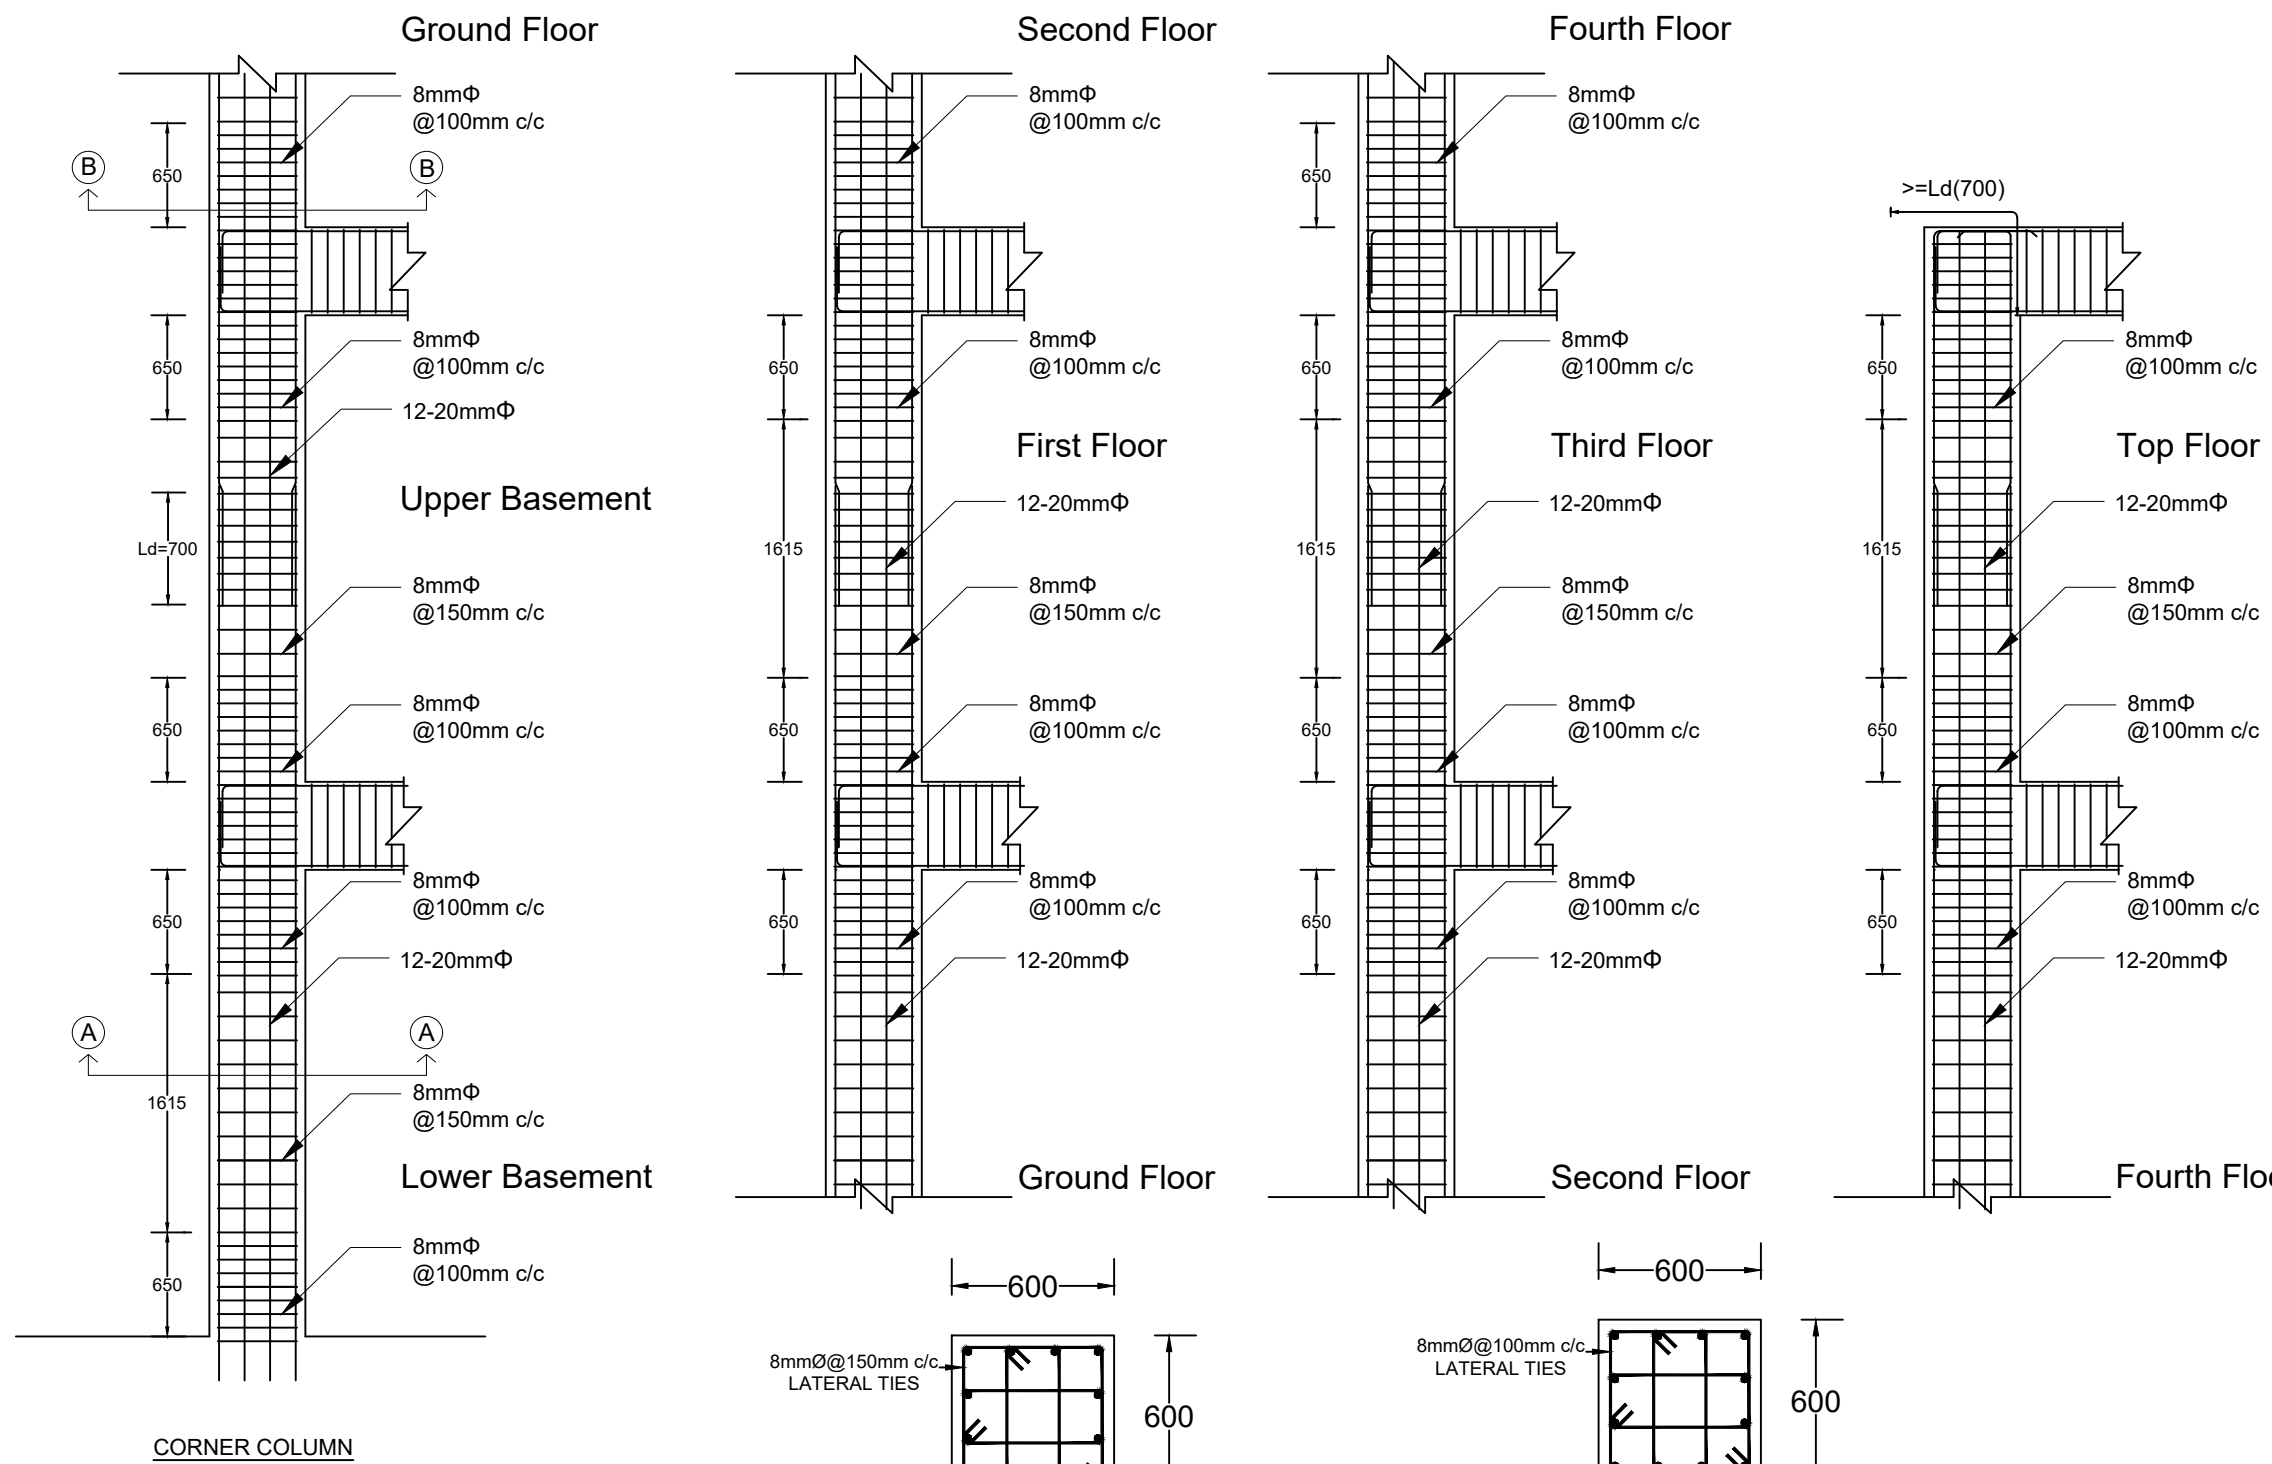 Ground Floor
8mmΦ
@100mm c/c
650
B
B
650
8mmΦ
@100mm c/c
12-20mmΦ
Upper Basement
Ld=700
8mmΦ
@150mm c/c
650
8mmΦ
@100mm c/c
650
8mmΦ
@100mm c/c
12-20mmΦ
A
A
1615
8mmΦ
@150mm c/c
Lower Basement
650
8mmΦ
@100mm c/c
CORNER COLUMN
Second Floor
8mmΦ
@100mm c/c
650
8mmΦ
@100mm c/c
First Floor
12-20mmΦ
1615
8mmΦ
@150mm c/c
650
8mmΦ
@100mm c/c
650
8mmΦ
@100mm c/c
12-20mmΦ
Ground Floor
Fourth Floor
8mmΦ
@100mm c/c
650
650
8mmΦ
@100mm c/c
Third Floor
12-20mmΦ
1615
8mmΦ
@150mm c/c
650
8mmΦ
@100mm c/c
650
8mmΦ
@100mm c/c
12-20mmΦ
Second Floor
>=Ld(700)
650
8mmΦ
@100mm c/c
Top Floor
12-20mmΦ
1615
8mmΦ
@150mm c/c
650
8mmΦ
@100mm c/c
650
8mmΦ
@100mm c/c
12-20mmΦ
Fourth
600
8mmØ@150mm c/c
LATERAL TIES
600
600
8mmØ@100mm c/c
LATERAL TIES
600